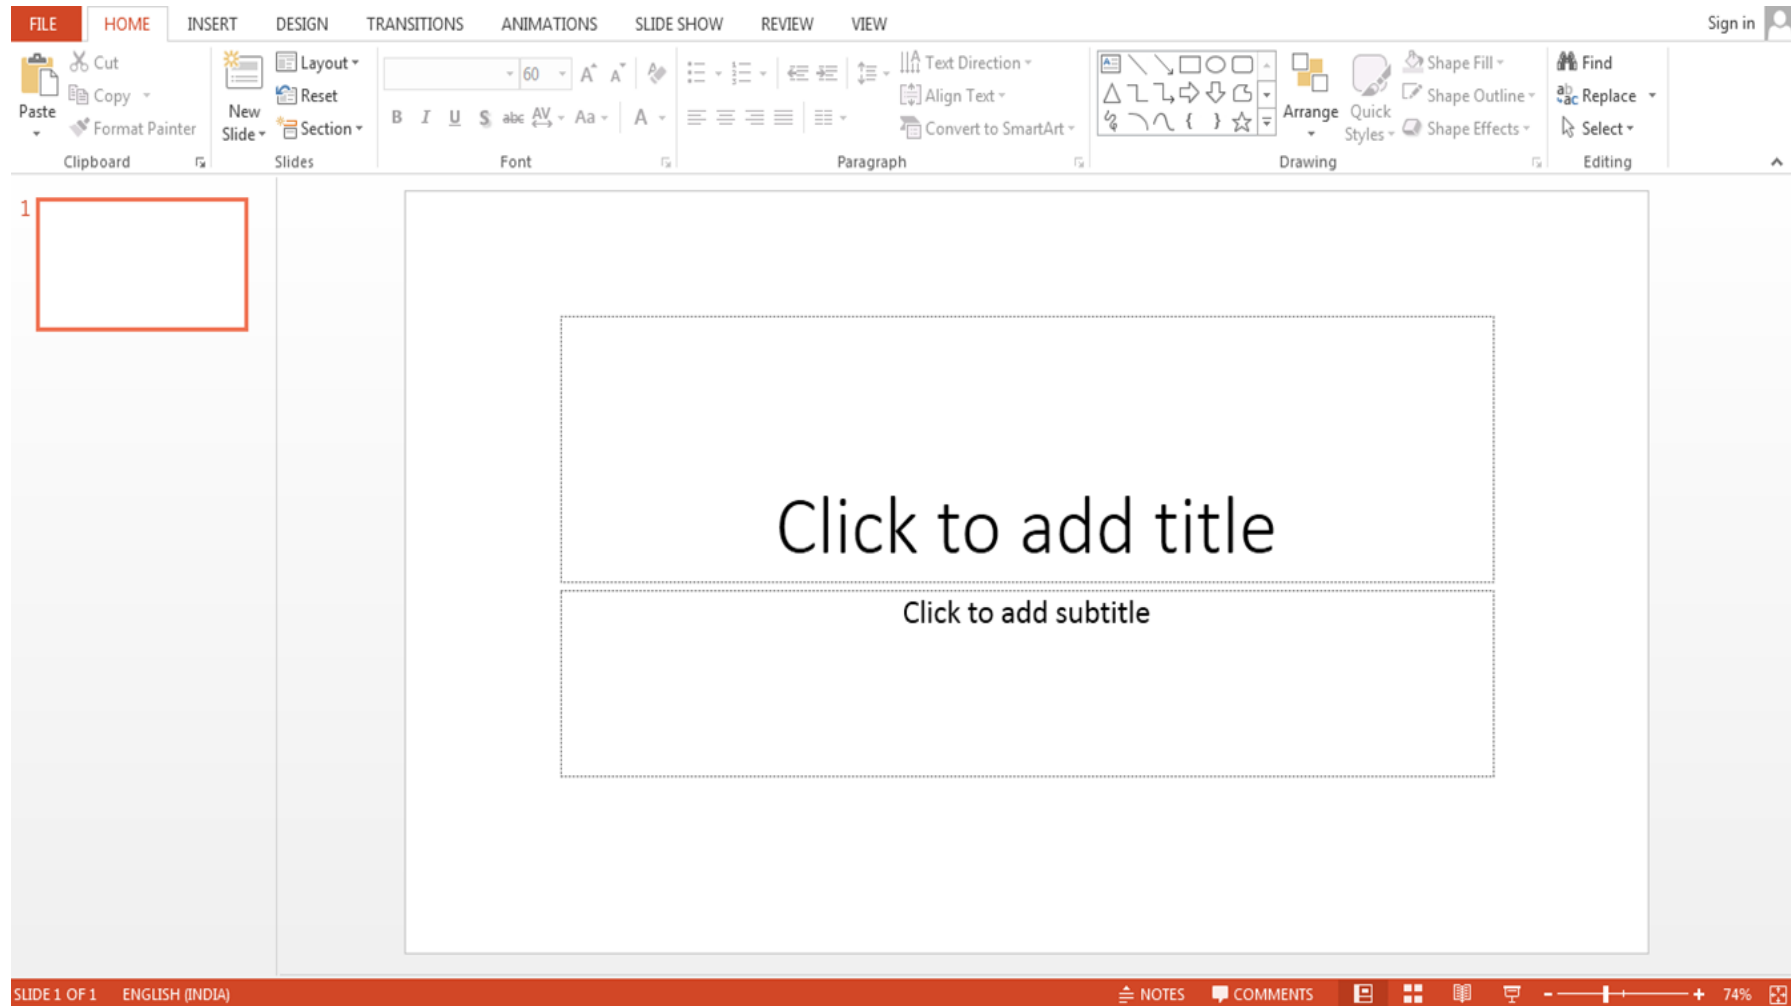 FILE HOME INSERT DESIGN TRANSITIONS ANIMATIONS SLIDE SHOW REVIEW VIEW Sign in
Cut
Copy
Format Painter
Paste
Clipboard
New
Slide
Layout
Reset
Section
Slides
60
B I U S abc AV Aa A
Font
Text Direction
Align Text
Convert to SmartArt
Paragraph
Arrange
Quick
Styles
Shape Fill
Shape Outline
Shape Effects
Drawing
Find
Replace
Select
Editing
1
Click to add title
Click to add subtitle
SLIDE 1 OF 1 ENGLISH (INDIA) NOTES COMMENTS 74%